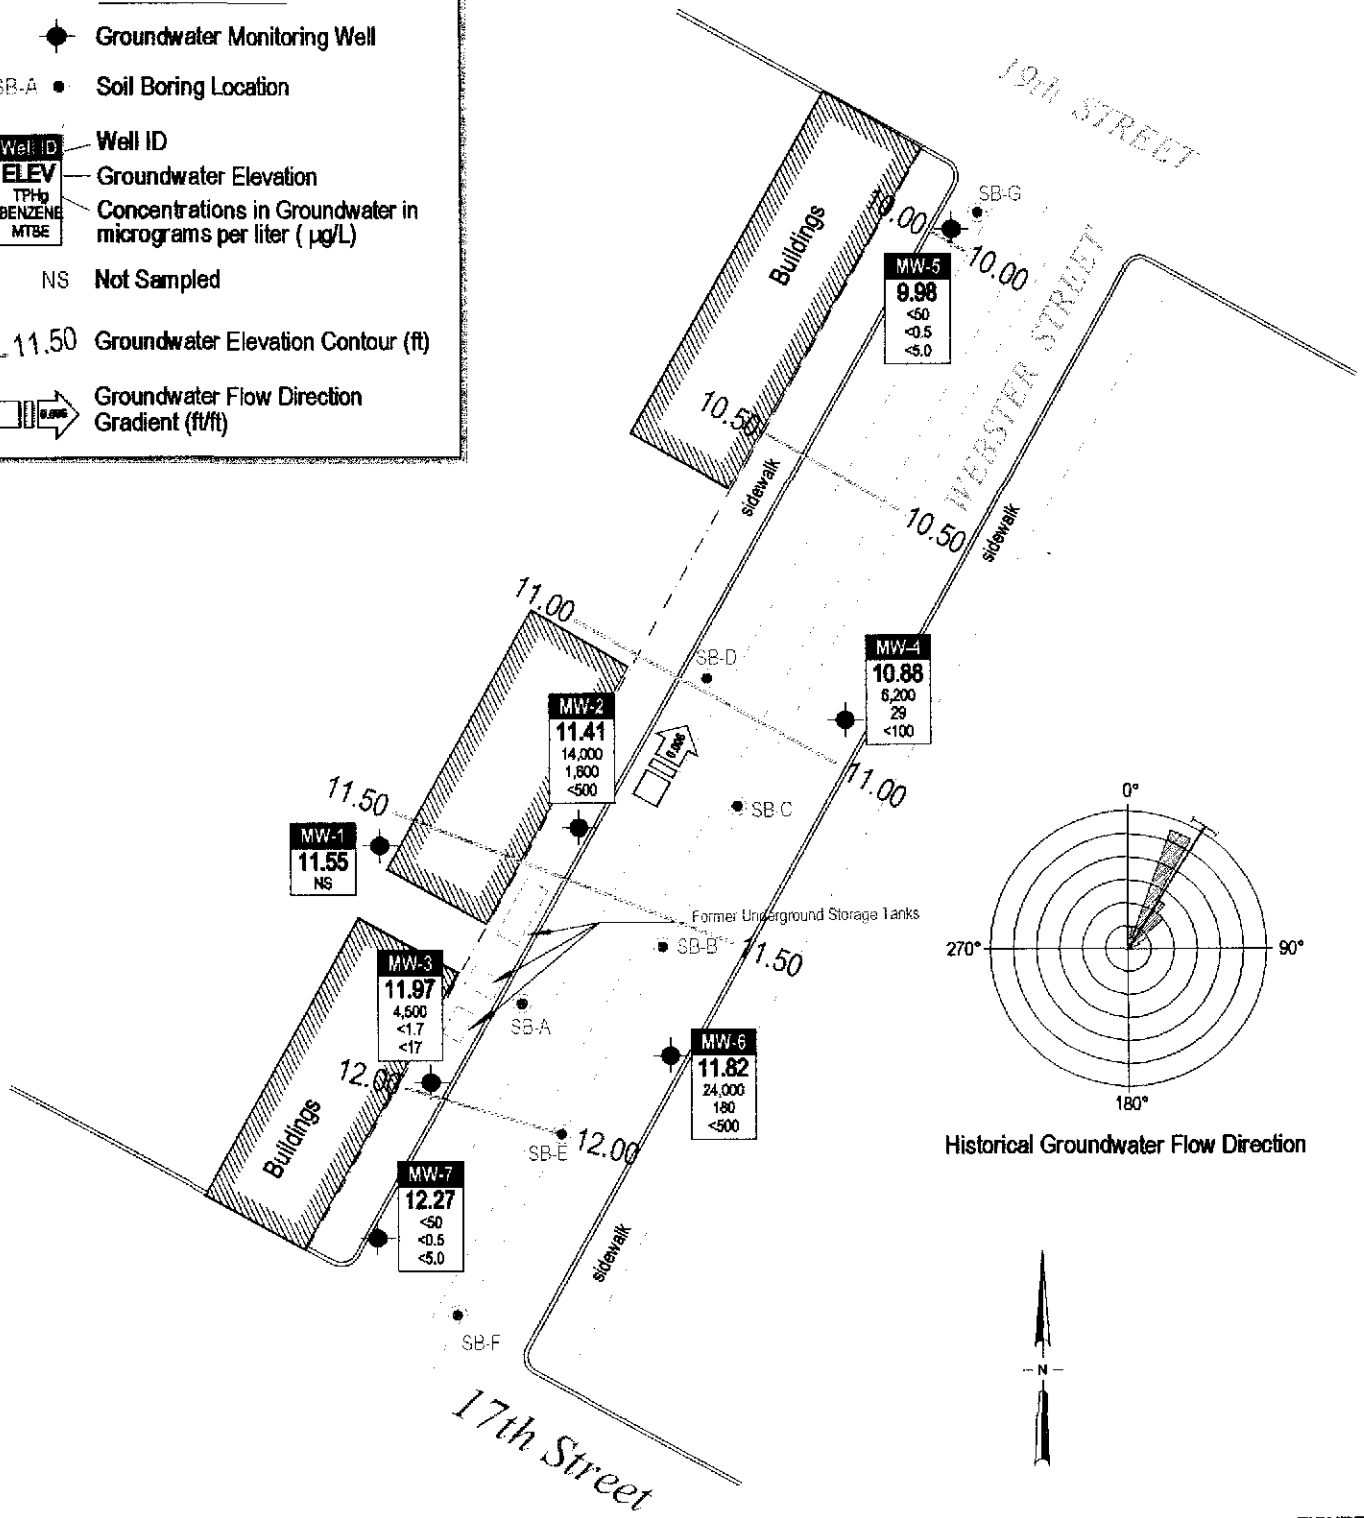 Groundwater Monitoring Well
SB-A
Soil Boring Location
Well ID
Well ID
ELEV
Groundwater Elevation
TPHg
BENZENE
MTBE
Concentrations in Groundwater in
micrograms per liter ( µg/L)
NS
Not Sampled
11.50
Groundwater Elevation Contour (ft)
0.006
Groundwater Flow Direction
Gradient (ft/ft)
19th STREET
SB-G
Buildings
10.00
10.00
MW-5
9.98
<50
<0.5
<5.0
WEBSTER STREET
10.50
sidewalk
10.50
sidewalk
11.00
SB-D
MW-4
10.88
6,200
29
<100
MW-2
11.41
14,000
1,600
<500
0.006
11.00
11.50
SB-C
MW-1
11.55
NS
0°
270°
90°
180°
Historical Groundwater Flow Direction
Former Underground Storage Tanks
SB-B
11.50
MW-3
11.97
4,500
<1.7
<17
SB-A
MW-6
11.82
24,000
180
<500
12.00
Buildings
SB-E
12.00
MW-7
12.27
<50
<0.5
<5.0
sidewalk
SB-F
17th Street
N